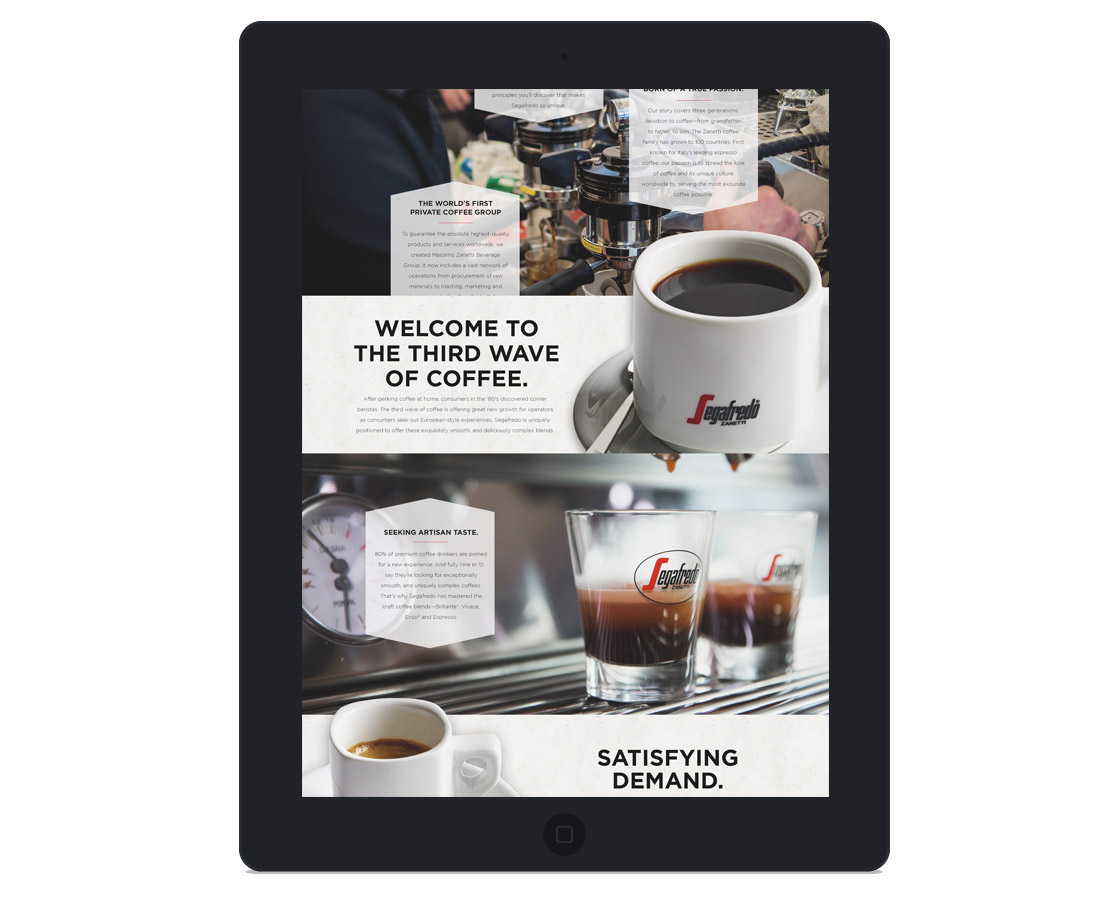 principles you'll discover that makes
Segafredo so unique.
BORN OF A TRUE PASSION.
Our story covers three generations
devotion to coffee—from grandfather,
to father, to son. The Zanetti coffee
family has grown to 100 countries. First
known for Italy's leading espresso
coffee, our passion is to spread the love
of coffee and its unique culture
worldwide by serving the most exquisite
coffee possible.
THE WORLD'S FIRST
PRIVATE COFFEE GROUP
To guarantee the absolute highest-quality
products and services worldwide, we
created Massimo Zanetti Beverage
Group. It now includes a vast network of
operations from procurement of raw
materials to roasting, marketing and
WELCOME TO
THE THIRD WAVE
OF COFFEE.
After perking coffee at home, consumers in the '80's discovered corner
baristas. The third wave of coffee is offering great new growth for operators
as consumers seek out European-style experiences. Segafredo is uniquely
positioned to offer these exquisitely smooth, and deliciously complex blends.
Segafredo
ZANETTI
SEEKING ARTISAN TASTE.
80% of premium coffee drinkers are primed
for a new experience. And fully nine in 10
say they're looking for exceptionally
smooth, and uniquely complex coffees.
That's why Segafredo has mastered the
craft coffee blends—Brillante®, Vivace,
Enzo® and Espresso.
CALDAIA
POMPA
Segafredo
ZANETTI
Segafredo
SATISFYING
DEMAND.